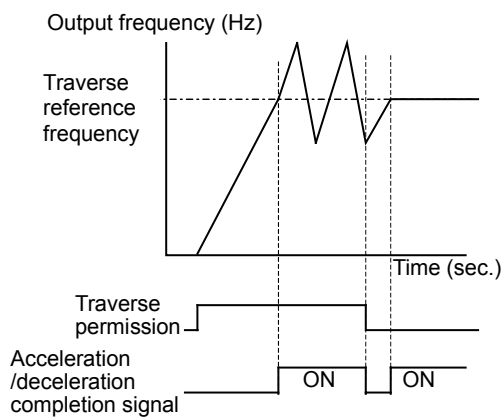 Output frequency (Hz)
Traverse
reference
frequency
Time (sec.)
Traverse
permission
Acceleration
/deceleration
completion signal
ON
ON